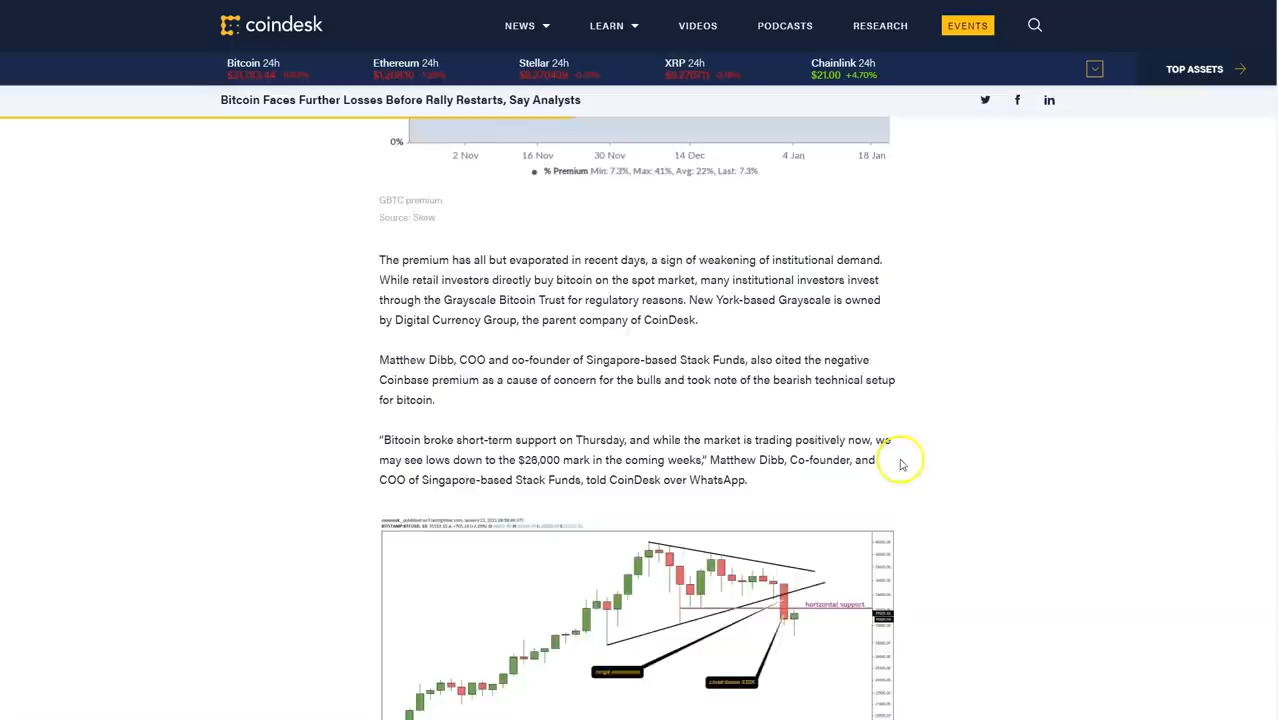 coindesk
NEWS
LEARN
VIDEOS
PODCASTS
RESEARCH
EVENTS
Bitcoin 24h
Ethereum 24h
Stellar 24h
XRP 24h
Chainlink 24h
$21.00 +4.70%
TOP ASSETS
Bitcoin Faces Further Losses Before Rally Restarts, Say Analysts
0%
2 Nov 16 Nov 30 Nov 14 Dec 4 Jan 18 Jan
% Premium Min: 7.3%, Max: 41%, Avg: 22%, Last: 7.3%
GBTC premium
Source: Skew
The premium has all but evaporated in recent days, a sign of weakening of institutional demand.
While retail investors directly buy bitcoin on the spot market, many institutional investors invest
through the Grayscale Bitcoin Trust for regulatory reasons. New York-based Grayscale is owned
by Digital Currency Group, the parent company of CoinDesk.
Matthew Dibb, COO and co-founder of Singapore-based Stack Funds, also cited the negative
Coinbase premium as a cause of concern for the bulls and took note of the bearish technical setup
for bitcoin.
“Bitcoin broke short-term support on Thursday, and while the market is trading positively now, we
may see lows down to the $26,000 mark in the coming weeks,” Matthew Dibb, Co-founder, and
COO of Singapore-based Stack Funds, told CoinDesk over WhatsApp.
horizontal support